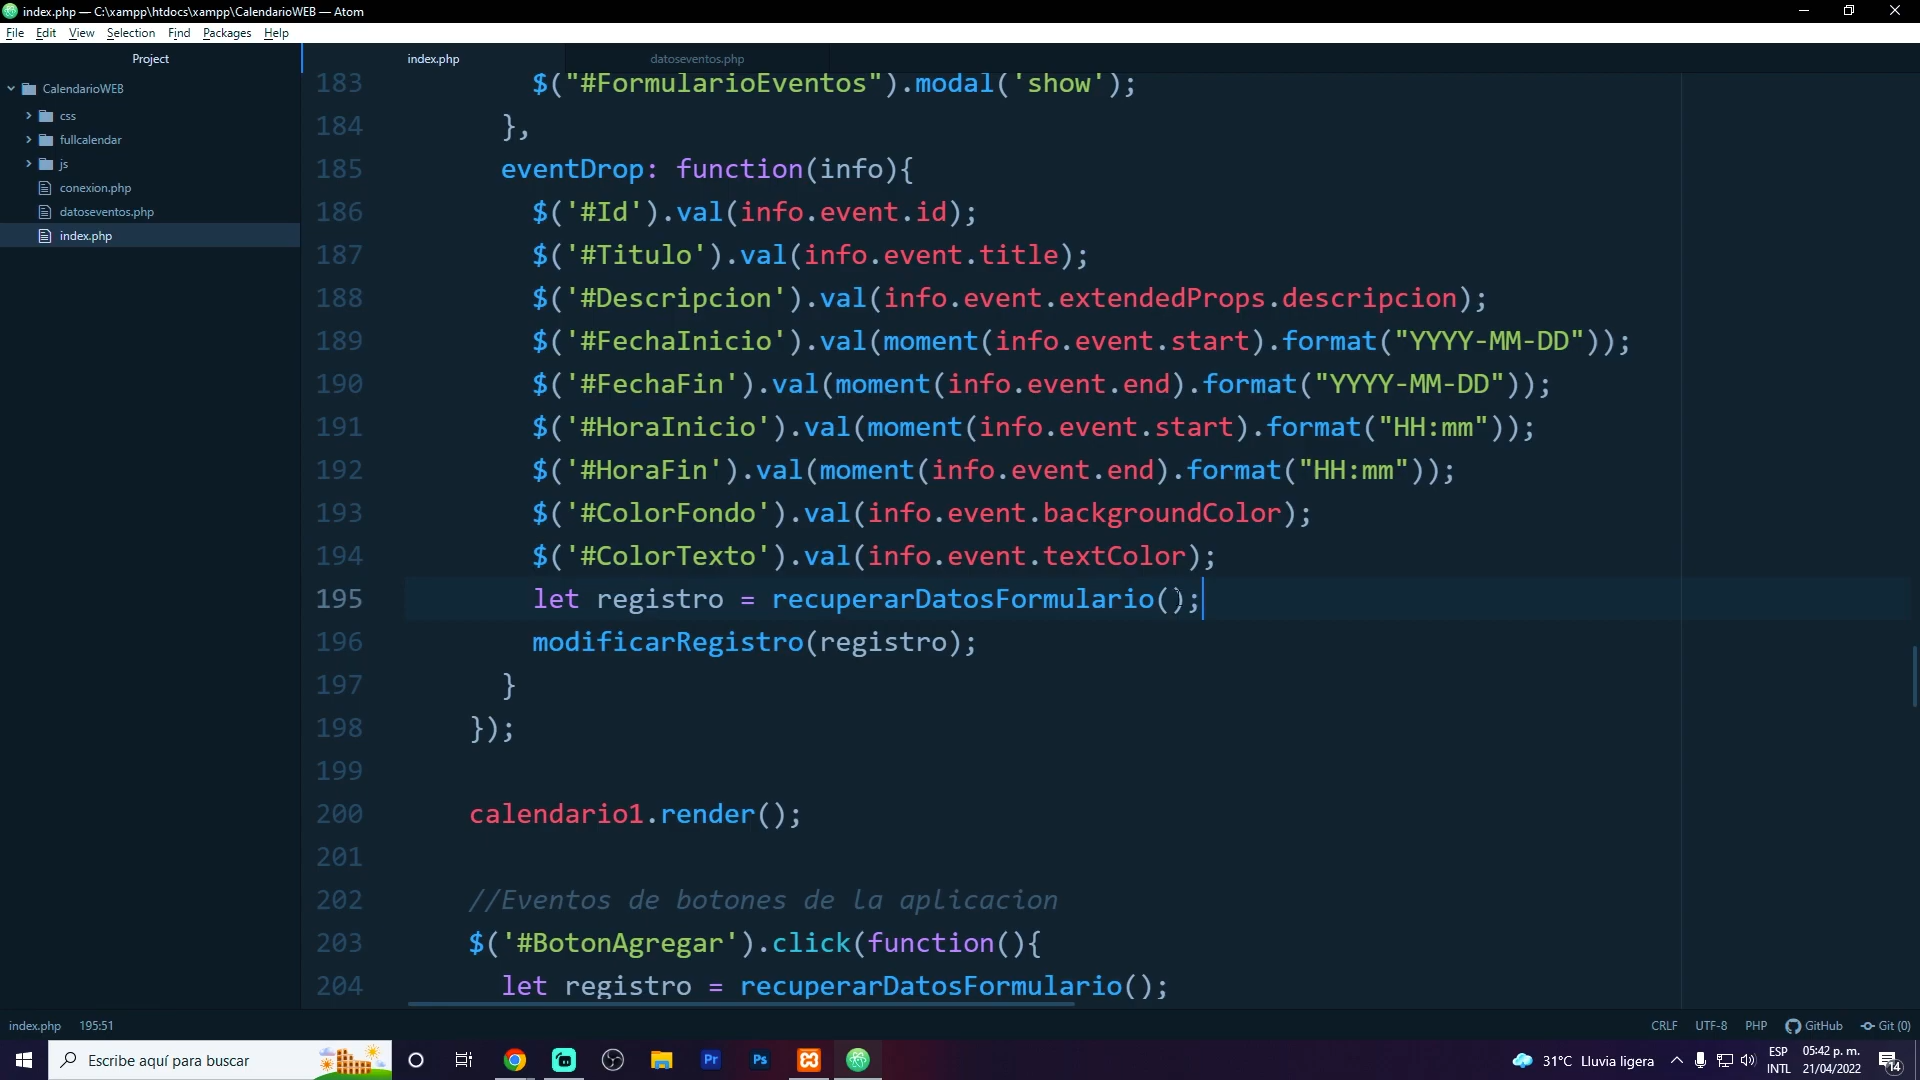 index.php — C:\xampp\htdocs\xampp\CalendarioWEB — Atom
File Edit View Selection Find Packages Help
Project
index.php
datoseventos.php
CalendarioWEB
css
fullcalendar
js
conexion.php
datoseventos.php
index.php
183 $("#FormularioEventos").modal('show');
184 },
185 eventDrop: function(info){
186 $('#Id').val(info.event.id);
187 $('#Titulo').val(info.event.title);
188 $('#Descripcion').val(info.event.extendedProps.descripcion);
189 $('#FechaInicio').val(moment(info.event.start).format("YYYY-MM-DD"));
190 $('#FechaFin').val(moment(info.event.end).format("YYYY-MM-DD"));
191 $('#HoraInicio').val(moment(info.event.start).format("HH:mm"));
192 $('#HoraFin').val(moment(info.event.end).format("HH:mm"));
193 $('#ColorFondo').val(info.event.backgroundColor);
194 $('#ColorTexto').val(info.event.textColor);
195 let registro = recuperarDatosFormulario();
196 modificarRegistro(registro);
197 }
198 });
199
200 calendario1.render();
201
202 //Eventos de botones de la aplicacion
203 $('#BotonAgregar').click(function(){
204 let registro = recuperarDatosFormulario();
index.php 195:51 CRLF UTF-8 PHP GitHub Git (0)
Escribe aquí para buscar
Pr
Ps
31°C Lluvia ligera
ESP
INTL
05:42 p. m.
21/04/2022
14